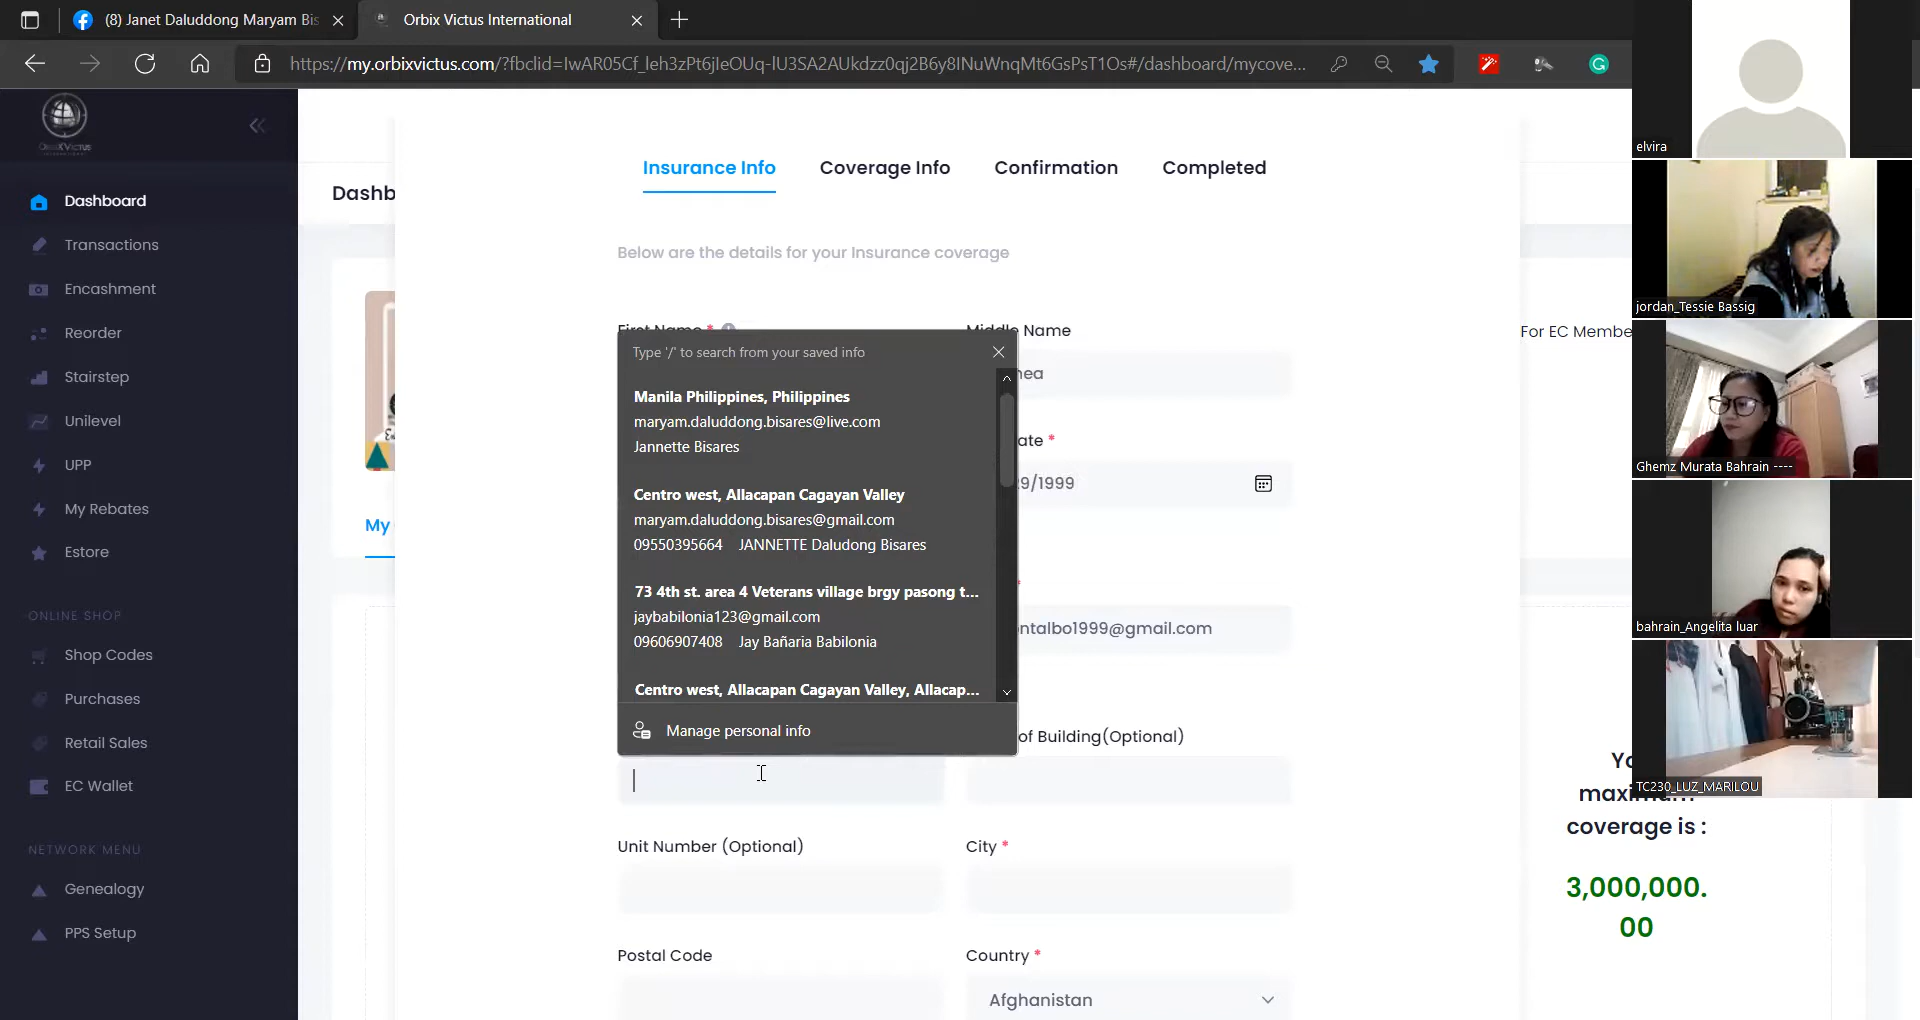 (8) Janet Daluddong Maryam Bis
Orbix Victus International
https://my.orbixvictus.com/?fbclid=IwAR05Cf_leh3zPt6jIeOUq-lU3SA2AUkdzz0qj2B6y8INuWnqMt6GsPsT1Os#/dashboard/mycove...
Dashboard
Transactions
Encashment
Reorder
Stairstep
Unilevel
UPP
My Rebates
Estore
ONLINE SHOP
Shop Codes
Purchases
Retail Sales
EC Wallet
NETWORK MENU
Genealogy
PPS Setup
Dashb
My
Insurance Info
Coverage Info
Confirmation
Completed
Below are the details for your Insurance coverage
First Name *
Middle Name
nea
ate *
29/1999
*
ntalbo1999@gmail.com
Type '/' to search from your saved info
Manila Philippines, Philippines
maryam.daluddong.bisares@live.com
Jannette Bisares
Centro west, Allacapan Cagayan Valley
maryam.daluddong.bisares@gmail.com
09550395664 JANNETTE Daludong Bisares
73 4th st. area 4 Veterans village brgy pasong t...
jaybabilonia123@gmail.com
09606907408 Jay Bañaria Babilonia
Centro west, Allacapan Cagayan Valley, Allacap...
Manage personal info
of Building(Optional)
Unit Number (Optional)
City *
Postal Code
Country *
Afghanistan
For EC Membe
Yo
maximum
coverage is :
3,000,000.
00
elvira
jordan_Tessie Bassig
Ghemz Murata Bahrain ----
bahrain_Angelita luar
TC230_LUZ_MARILOU